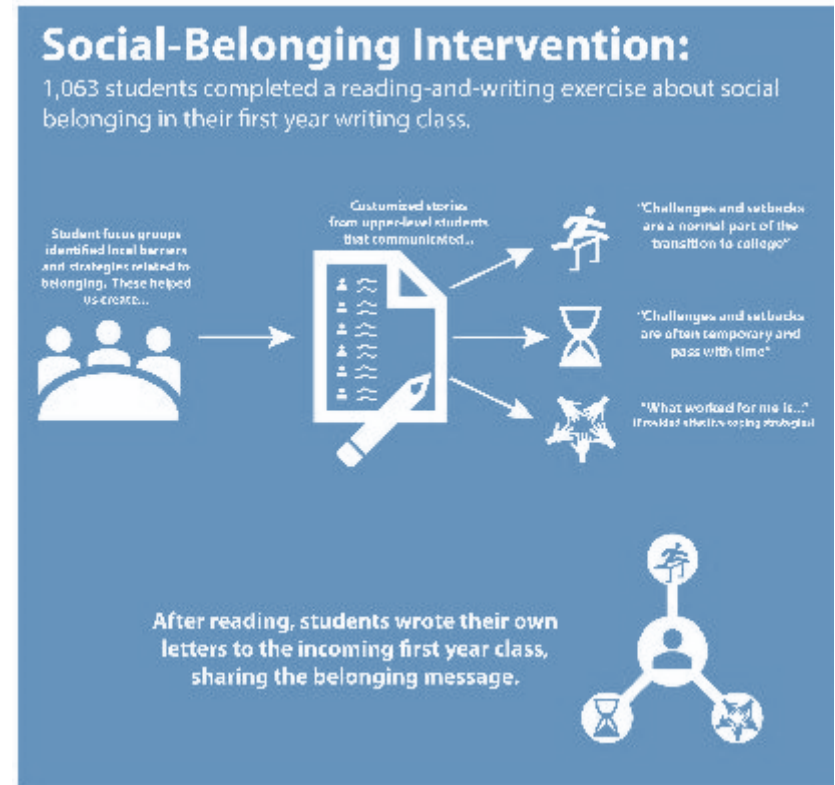 Social-Belonging Intervention:
1,063 students completed a reading-and-writing exercise about social
belonging in their first year writing class.
Student focus groups
identified local barriers
and strategies related to
belonging. These helped
us create...
Customized stories
from upper-level students
that communicated...
"Challenges and setbacks
are a normal part of the
transition to college"
"Challenges and setbacks
are often temporary and
pass with time"
"What worked for me is..."
effective coping strategies
After reading, students wrote their own
letters to the incoming first year class,
sharing the belonging message.